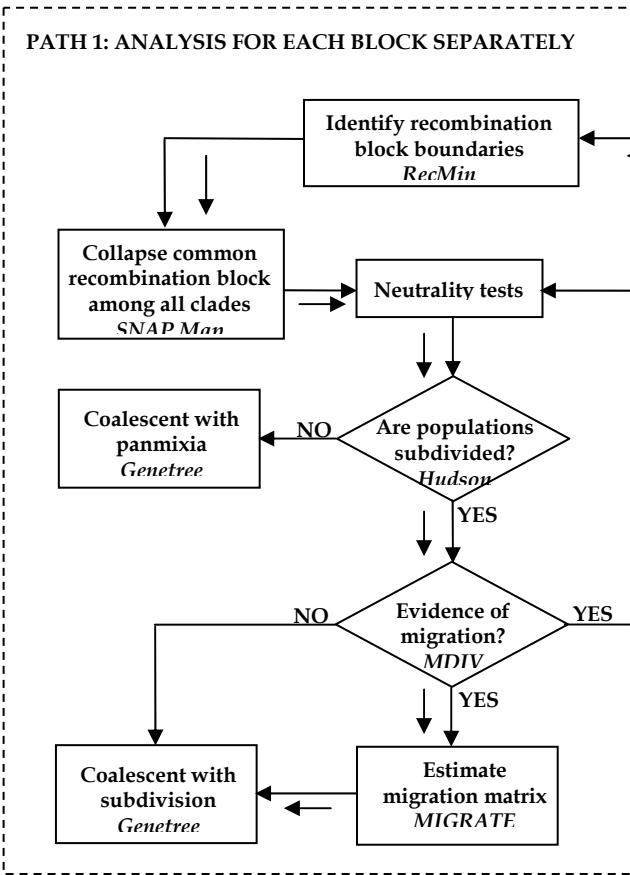 PATH 1: ANALYSIS FOR EACH BLOCK SEPARATELY
Identify recombination
block boundaries
RecMin
Collapse common
recombination block
among all clades
SNAP Map
Neutrality tests
Coalescent with
panmixia
Genetree
NO
Are populations
subdivided?
Hudson
YES
NO
Evidence of
migration?
MDIV
YES
YES
Coalescent with
subdivision
Genetree
Estimate
migration matrix
MIGRATE